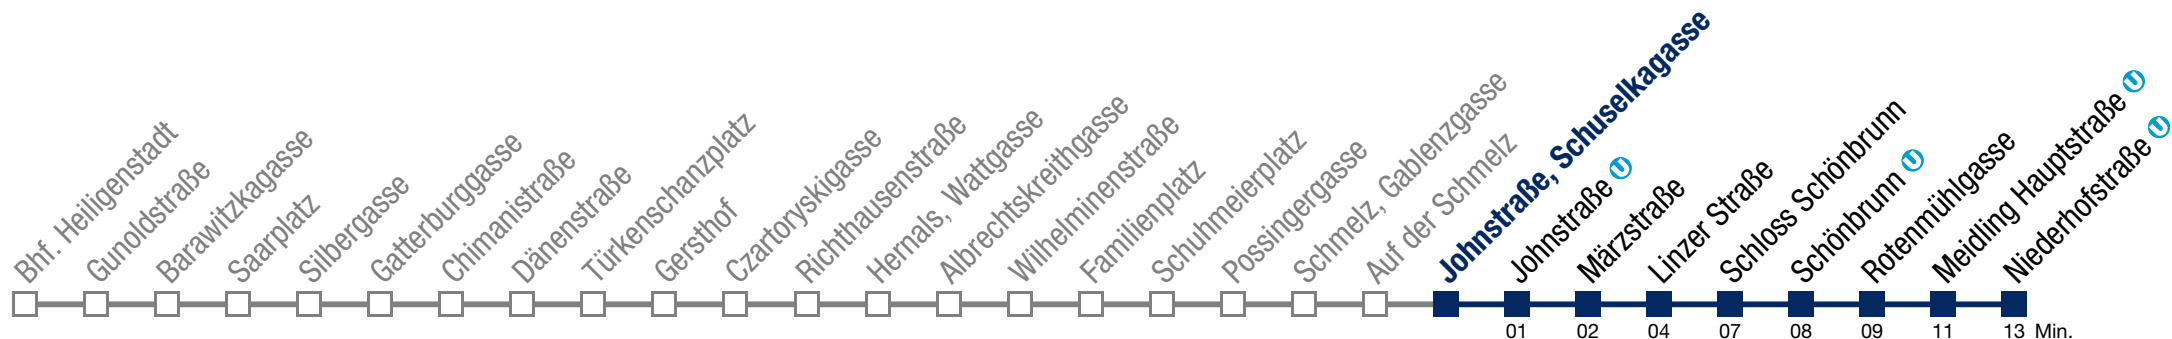 Bhf. Heiligenstadt
Gunoldstraße
Barawitzkagasse
Saarplatz
Silbergasse
Gatterburggasse
Chimanistraße
Dänenstraße
Türkenschanzplatz
Gersthof
Czartoryskigasse
Richthausenstraße
Hernals, Wattgasse
Albrechtskreithgasse
Wilhelminenstraße
Familienplatz
Schuhmeierplatz
Possingergasse
Schmelz, Gablenzgasse
Auf der Schmelz
Johnstraße, Schuselkagasse
Johnstraße U
Märzstraße
Linzer Straße
Schloss Schönbrunn
Schönbrunn U
Rotenmühlgasse
Meidling Hauptstraße U
Niederhofstraße U
01 02 04 07 08 09 11 13 Min.